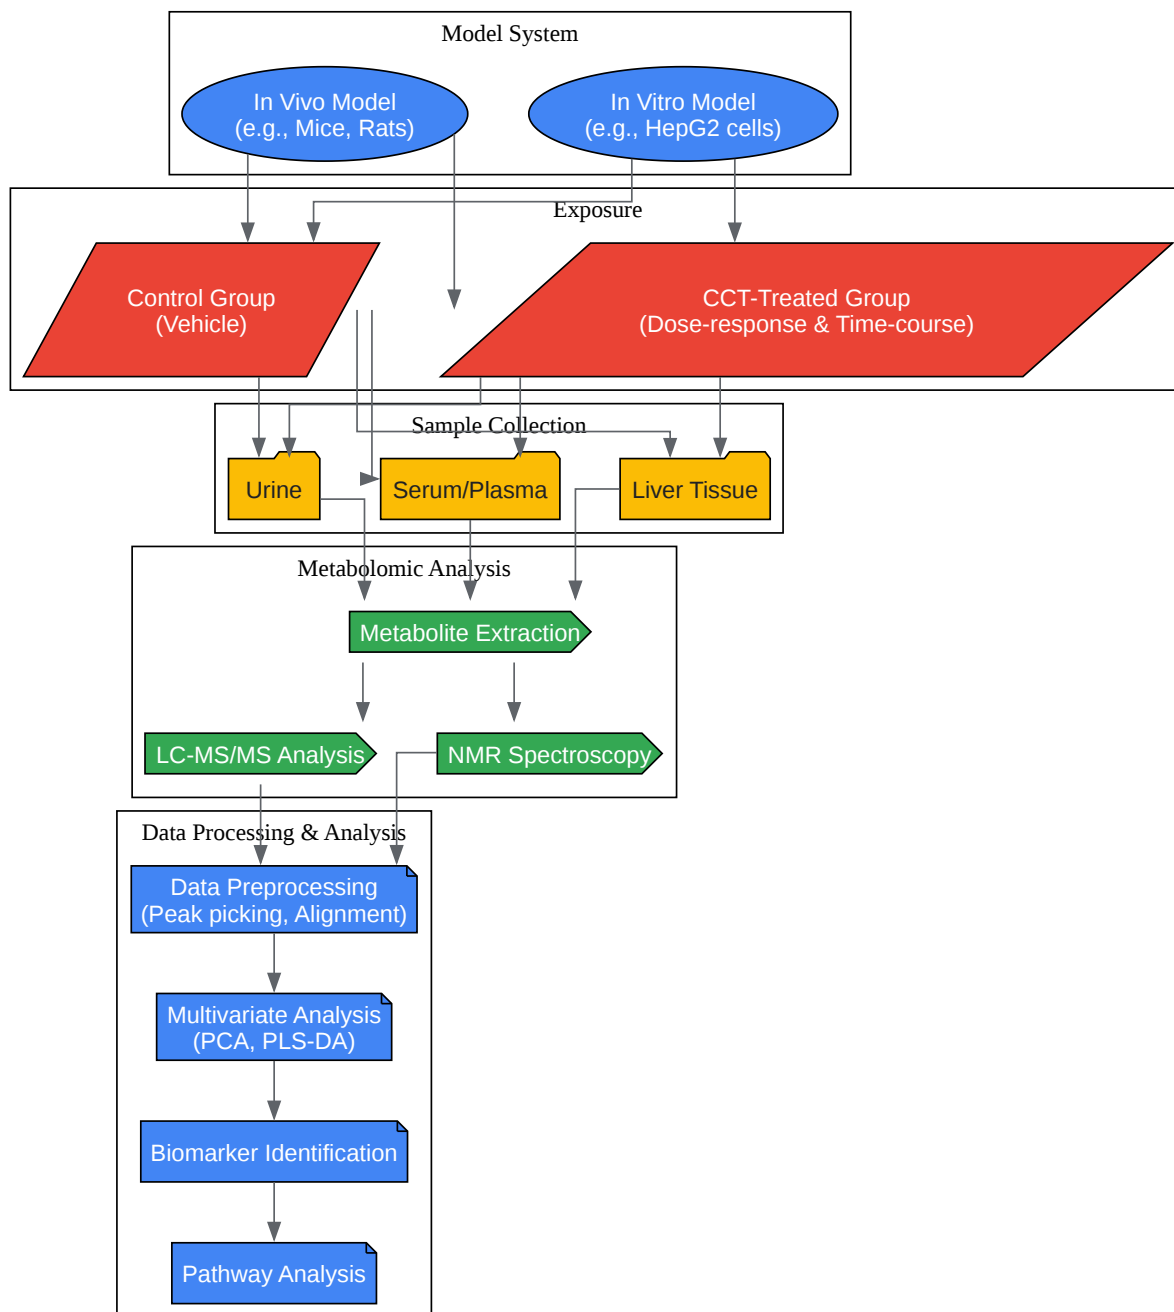 Model System
In Vivo Model
(e.g., Mice, Rats)
In Vitro Model
(e.g., HepG2 cells)
Exposure
Control Group
(Vehicle)
CCT-Treated Group
(Dose-response & Time-course)
Sample Collection
Urine
Serum/Plasma
Liver Tissue
Metabolomic Analysis
Metabolite Extraction
LC-MS/MS Analysis
NMR Spectroscopy
Data Processing & Analysis
Data Preprocessing
(Peak picking, Alignment)
Multivariate Analysis
(PCA, PLS-DA)
Biomarker Identification
Pathway Analysis